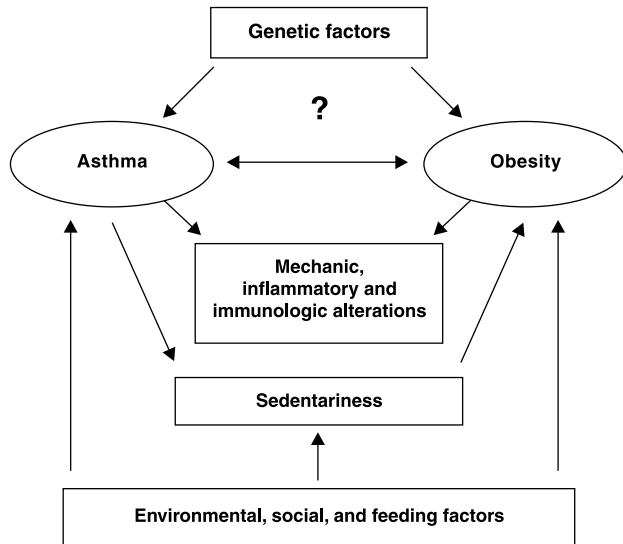 Genetic factors
?
Asthma
Obesity
Mechanic,
inflammatory and
immunologic alterations
Sedentariness
Environmental, social, and feeding factors